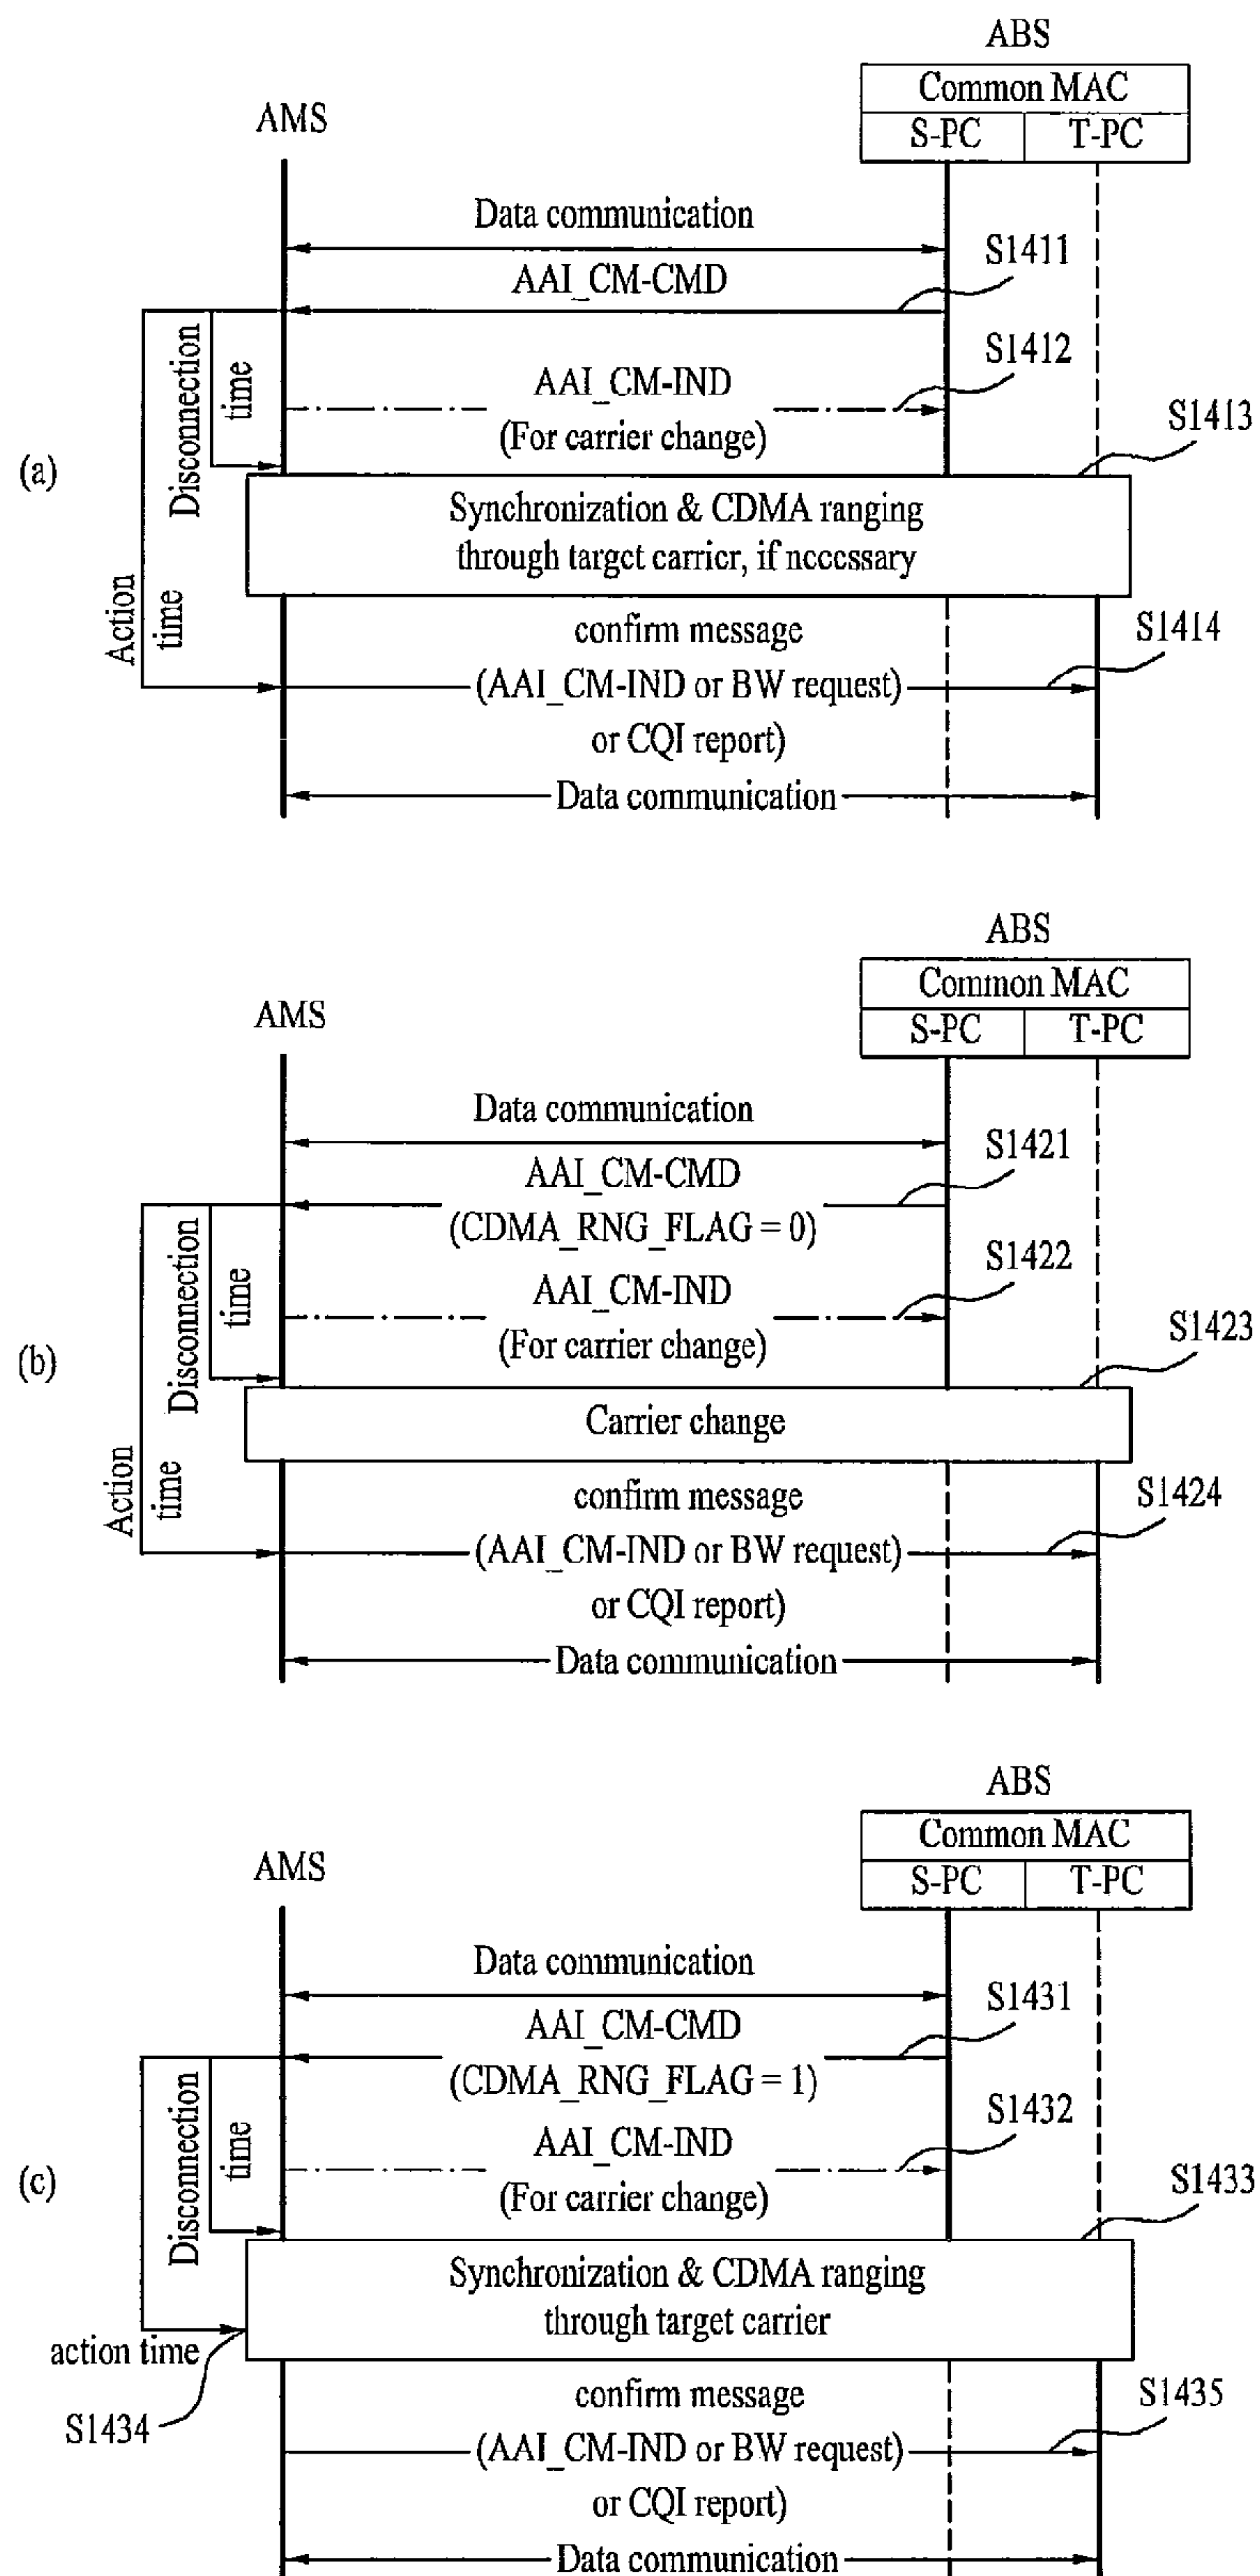 ABS
Common MAC
AMS
S-PC
T-PC
Data communication
S1411
AAI_CM-CMD
S1412
Disconnection
time
AAI_CM-IND
(For carrier change)
S1413
(a)
Synchronization & CDMA ranging
through target carrier, if necessary
Action
time
confirm message
S1414
(AAI_CM-IND or BW request)
or CQI report)
Data communication
ABS
Common MAC
AMS
S-PC
T-PC
Data communication
S1421
AAI_CM-CMD
(CDMA_RNG_FLAG = 0)
S1422
Disconnection
time
AAI_CM-IND
(For carrier change)
S1423
(b)
Carrier change
Action
time
confirm message
S1424
(AAI_CM-IND or BW request)
or CQI report)
Data communication
ABS
Common MAC
AMS
S-PC
T-PC
Data communication
S1431
AAI_CM-CMD
(CDMA_RNG_FLAG = 1)
S1432
Disconnection
time
AAI_CM-IND
(For carrier change)
S1433
(c)
Synchronization & CDMA ranging
through target carrier
action time
S1434
confirm message
S1435
(AAI_CM-IND or BW request)
or CQI report)
Data communication